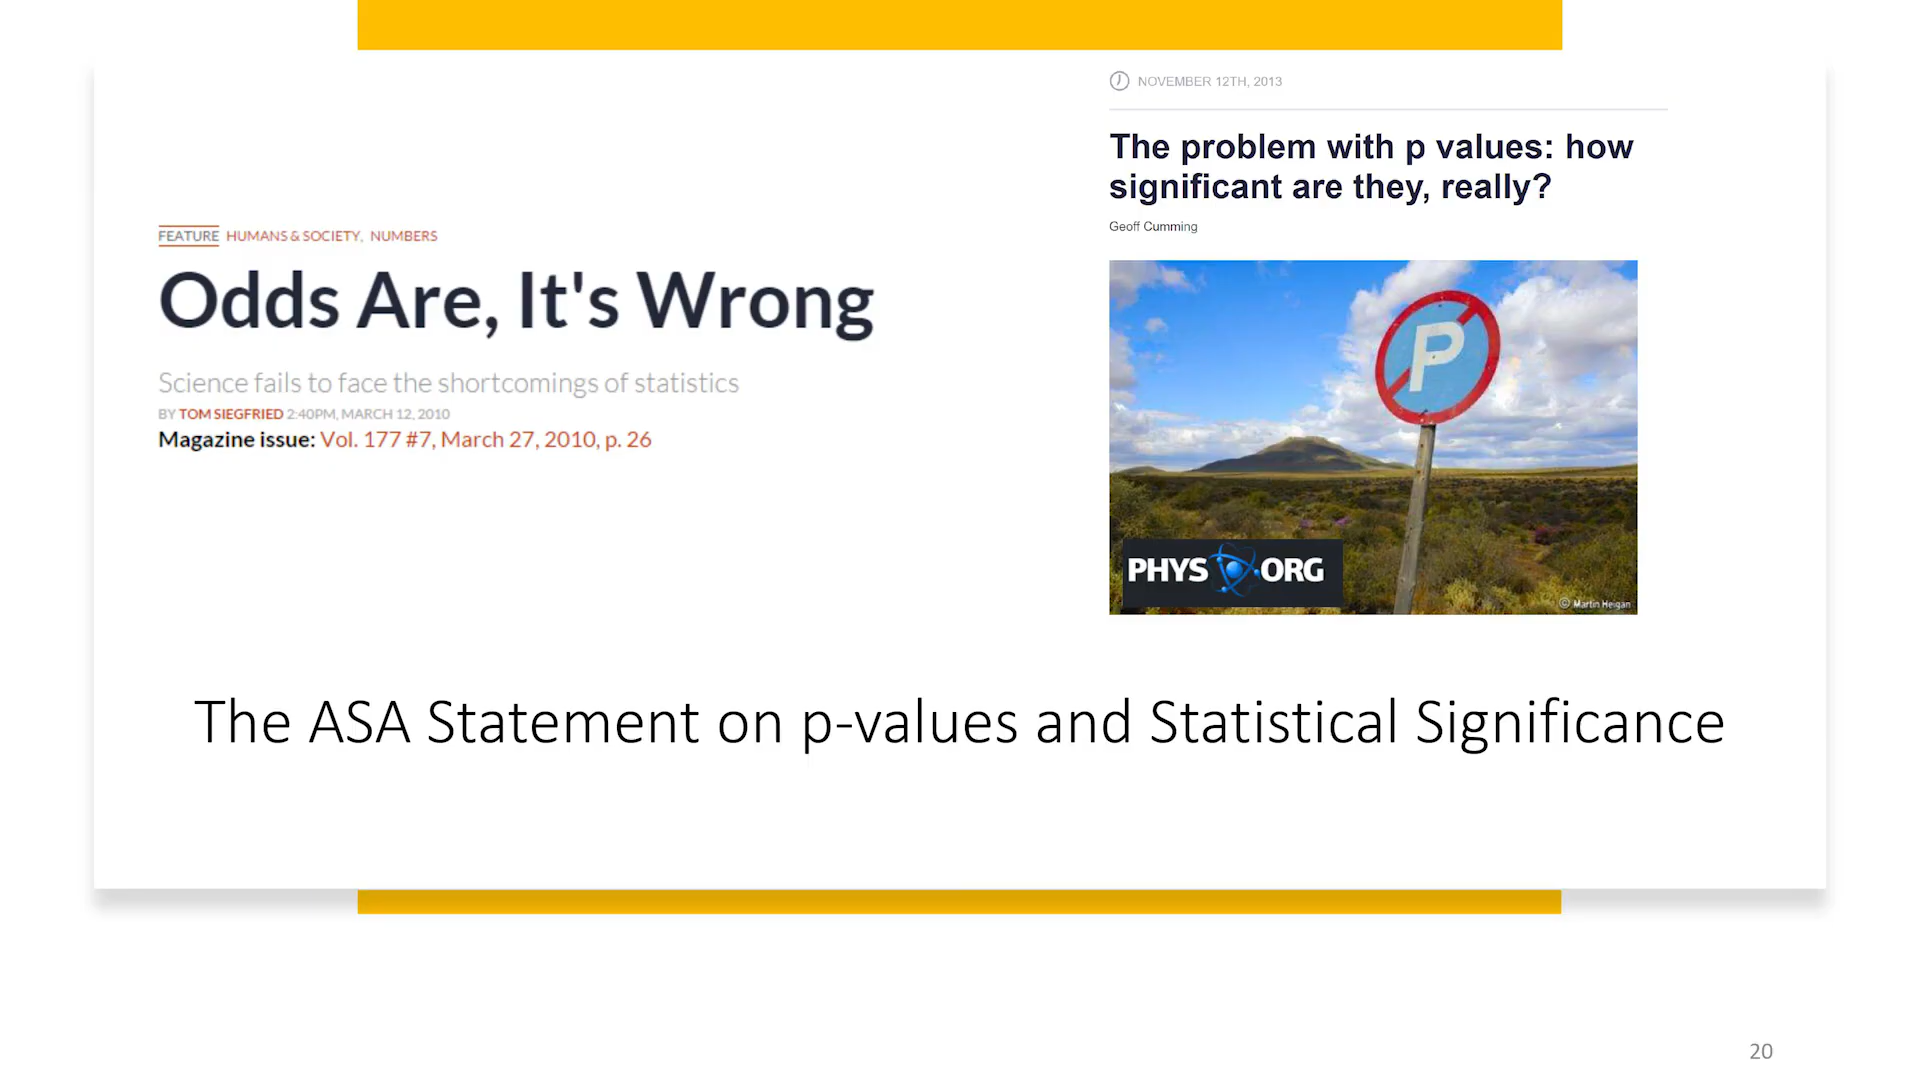 FEATURE HUMANS & SOCIETY, NUMBERS
Odds Are, It's Wrong
Science fails to face the shortcomings of statistics
BY TOM SIEGFRIED 2:40PM, MARCH 12, 2010
Magazine issue: Vol. 177 #7, March 27, 2010, p. 26
NOVEMBER 12TH, 2013
The problem with p values: how
significant are they, really?
Geoff Cumming
P
PHYS ORG
© Martin Heigan
The ASA Statement on p-values and Statistical Significance
20